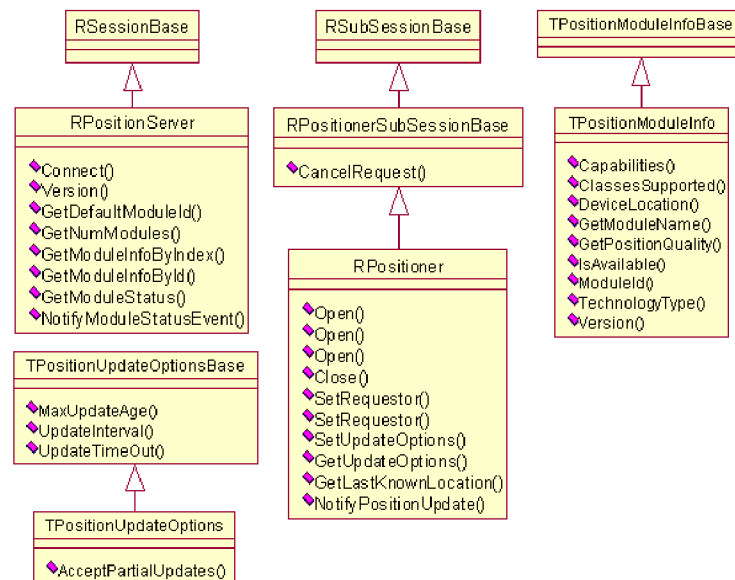 RSessionBase
RPositionServer
Connect()
Version()
GetDefaultModuleId()
GetNumModules()
GetModuleInfoByIndex()
GetModuleInfoById()
GetModuleStatus()
NotifyModuleStatusEvent()
TPositionUpdateOptionsBase
MaxUpdateAge()
UpdateInterval()
UpdateTimeOut()
TPositionUpdateOptions
AcceptPartialUpdates()
RSubSessionBase
RPositionerSubSessionBase
CancelRequest()
RPositioner
Open()
Open()
Open()
Close()
SetRequestor()
SetRequestor()
SetUpdateOptions()
GetUpdateOptions()
GetLastKnownLocation()
NotifyPositionUpdate()
TPositionModuleInfoBase
TPositionModuleInfo
Capabilities()
ClassesSupported()
DeviceLocation()
GetModuleName()
GetPositionQuality()
IsAvailable()
ModuleId()
TechnologyType()
Version()